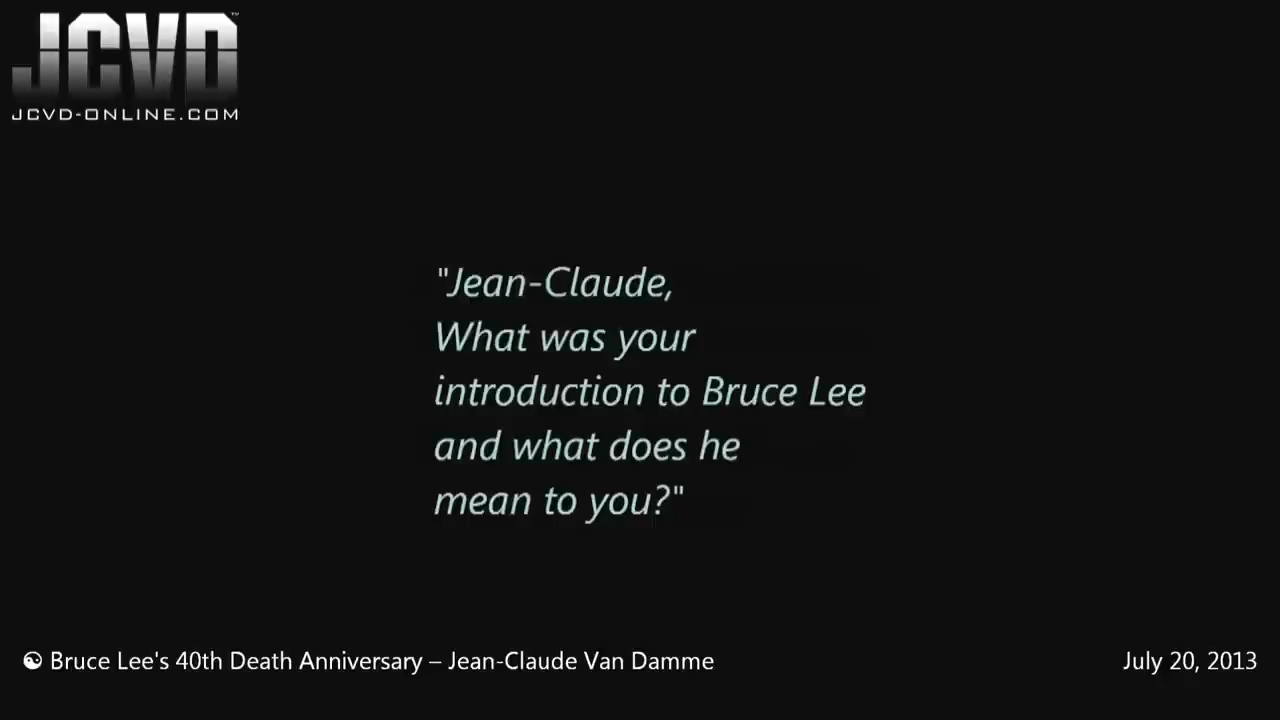 JCVD™
JCVD-ONLINE.COM
"Jean-Claude,
What was your
introduction to Bruce Lee
and what does he
mean to you?"
☯ Bruce Lee's 40th Death Anniversary – Jean-Claude Van Damme
July 20, 2013